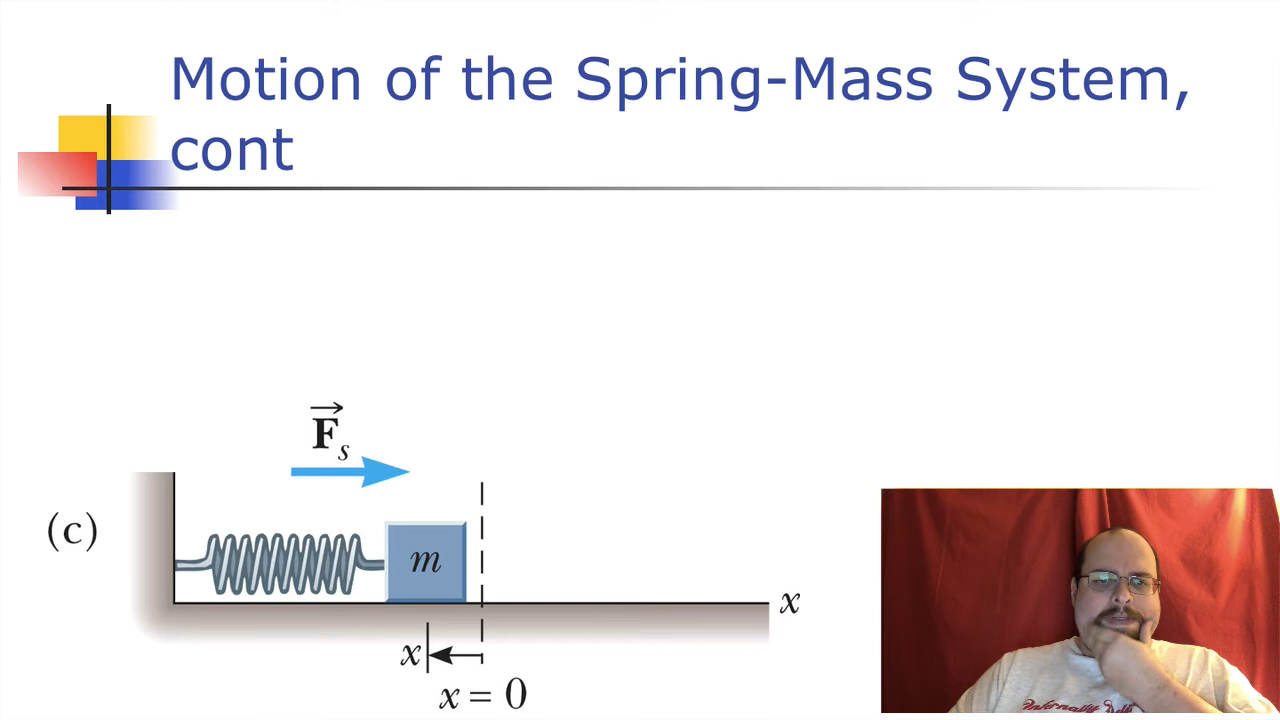 Motion of the Spring-Mass System,
cont
F⃗s
(c)
m
x
x
x = 0